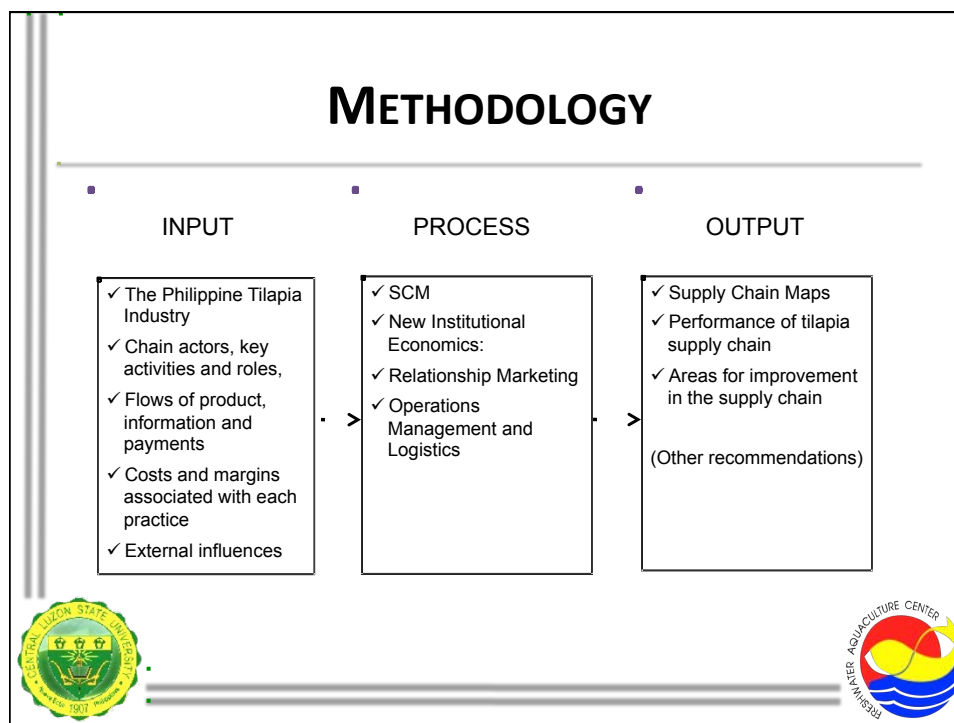 METHODOLOGY
INPUT
✓ The Philippine Tilapia
Industry
✓ Chain actors, key
activities and roles,
✓ Flows of product,
information and
payments
✓ Costs and margins
associated with each
practice
✓ External influences
PROCESS
✓ SCM
✓ New Institutional
Economics:
✓ Relationship Marketing
✓ Operations
Management and
Logistics
OUTPUT
✓ Supply Chain Maps
✓ Performance of tilapia
supply chain
✓ Areas for improvement
in the supply chain
(Other recommendations)
CENTRAL LUZON STATE UNIVERSITY
1907 Philippines
FRESHWATER AQUACULTURE CENTER